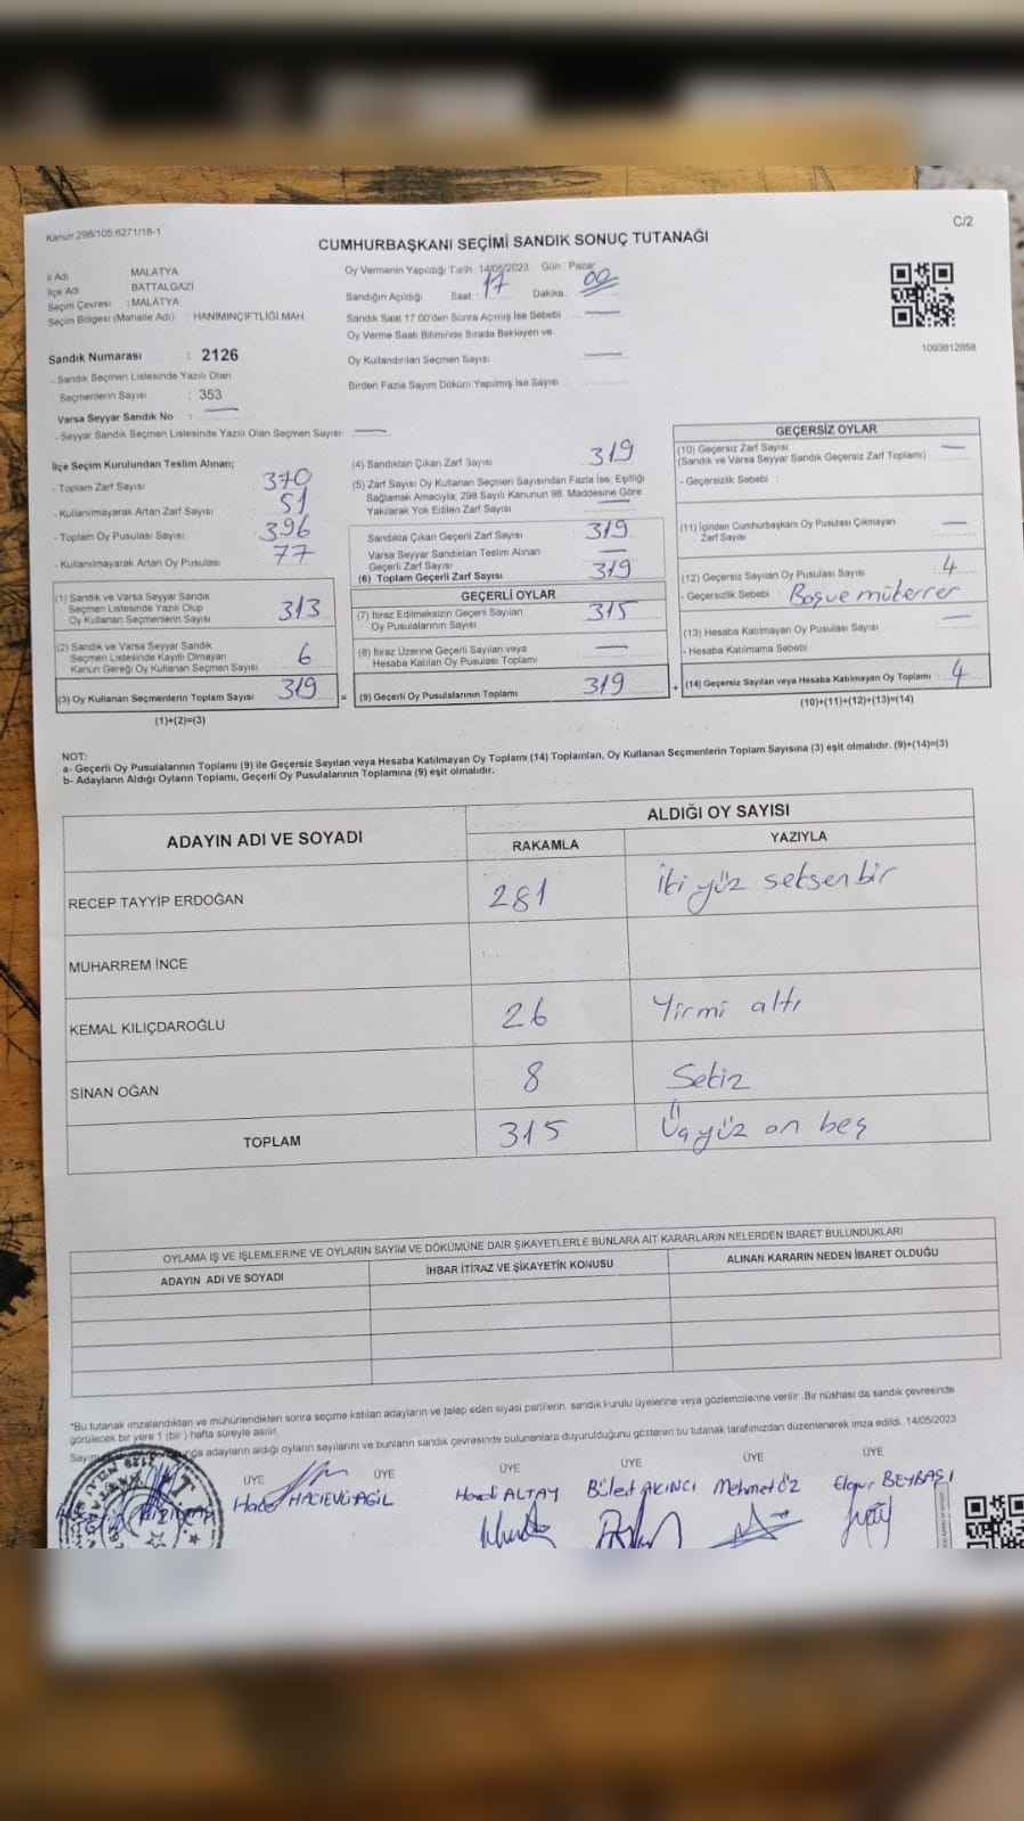 Kanun 298/105;6271/18-1
C/2
CUMHURBAŞKANI SEÇİMİ SANDIK SONUÇ TUTANAĞI
İl Adı MALATYA
İlçe Adı BATTALGAZİ
Seçim Çevresi : MALATYA
Seçim Bölgesi (Mahalle Adı) : HANIMINÇİFTLİĞİ MAH.
Sandık Numarası : 2126
- Sandık Seçmen Listesinde Yazılı Olan
Seçmenlerin Sayısı : 353
Varsa Seyyar Sandık No : —
- Seyyar Sandık Seçmen Listesinde Yazılı Olan Seçmen Sayısı: —
Oy Vermenin Yapıldığı Tarih : 14/05/2023 Gün : Pazar
Sandığın Açıldığı Saat : 17 Dakika : 00
Sandık Saat 17.00'den Sonra Açılmış İse Sebebi —
Oy Verme Saati Bitiminde Sırada Bekleyen ve
Oy Kullandırılan Seçmen Sayısı —
Birden Fazla Sayım Döküm Yapılmış İse Sayısı
1093812858
İlçe Seçim Kurulundan Teslim Alınan;
- Toplam Zarf Sayısı 370
- Kullanılmayarak Artan Zarf Sayısı 51
- Toplam Oy Pusulası Sayısı 396
- Kullanılmayarak Artan Oy Pusulası 77
(1) Sandık ve Varsa Seyyar Sandık
Seçmen Listesinde Yazılı Olup
Oy Kullanan Seçmenlerin Sayısı 313
(2) Sandık ve Varsa Seyyar Sandık
Seçmen Listesinde Kayıtlı Olmayan
Kanun Gereği Oy Kullanan Seçmen Sayısı 6
(3) Oy Kullanan Seçmenlerin Toplam Sayısı 319 =
(1)+(2)=(3)
(4) Sandıktan Çıkan Zarf Sayısı 319
(5) Zarf Sayısı Oy Kullanan Seçmen Sayısından Fazla İse, Eşitliği
Sağlamak Amacıyla, 298 Sayılı Kanunun 98. Maddesine Göre
Yakılarak Yok Edilen Zarf Sayısı —
Sandıkta Çıkan Geçerli Zarf Sayısı 319
Varsa Seyyar Sandıktan Teslim Alınan
Geçerli Zarf Sayısı —
(6) Toplam Geçerli Zarf Sayısı 319
GEÇERLİ OYLAR
(7) İtiraz Edilmeksizin Geçerli Sayılan
Oy Pusulalarının Sayısı 315
(8) İtiraz Üzerine Geçerli Sayılan veya
Hesaba Katılan Oy Pusulası Toplamı —
(9) Geçerli Oy Pusulalarının Toplamı 319 +
GEÇERSİZ OYLAR
(10) Geçersiz Zarf Sayısı —
(Sandık ve Varsa Seyyar Sandık Geçersiz Zarf Toplamı)
- Geçersizlik Sebebi :
(11) İçinden Cumhurbaşkanı Oy Pusulası Çıkmayan
Zarf Sayısı —
(12) Geçersiz Sayılan Oy Pusulası Sayısı 4
- Geçersizlik Sebebi Boş ve müterrer
(13) Hesaba Katılmayan Oy Pusulası Sayısı —
- Hesaba Katılmama Sebebi
(14) Geçersiz Sayılan veya Hesaba Katılmayan Oy Toplamı : 4
(10)+(11)+(12)+(13)=(14)
NOT:
a- Geçerli Oy Pusulalarının Toplamı (9) ile Geçersiz Sayılan veya Hesaba Katılmayan Oy Toplamı (14) Toplamları, Oy Kullanan Seçmenlerin Toplam Sayısına (3) eşit olmalıdır. (9)+(14)=(3)
b- Adayların Aldığı Oyların Toplamı, Geçerli Oy Pusulalarının Toplamına (9) eşit olmalıdır.
ADAYIN ADI VE SOYADI ALDIĞI OY SAYISI
RAKAMLA YAZIYLA
RECEP TAYYİP ERDOĞAN 281 İki yüz seksen bir
MUHARREM İNCE
KEMAL KILIÇDAROĞLU 26 Yirmi altı
SİNAN OĞAN 8 Sekiz
TOPLAM 315 Üçyüz on beş
OYLAMA İŞ VE İŞLEMLERİNE VE OYLARIN SAYIM VE DÖKÜMÜNE DAİR ŞİKAYETLERLE BUNLARA AİT KARARLARIN NELERDEN İBARET BULUNDUKLARI
ADAYIN ADI VE SOYADI İHBAR İTİRAZ VE ŞİKAYETİN KONUSU ALINAN KARARIN NEDEN İBARET OLDUĞU
*Bu tutanak imzalandıktan ve mühürlendikten sonra seçime katılan adayların ve talep eden siyasi partilerin, sandık kurulu üyelerine veya gözlemcilerine verilir. Bir nüshası da sandık çevresinde
görülecek bir yere 1 (bir) hafta süreyle asılır.
adayların aldığı oyların sayılarını ve bunların sandık çevresinde bulunanlara duyurulduğunu gösteren bu tutanak tarafımızdan düzenlenerek imza edildi. 14/05/2023
ÜYE ÜYE ÜYE ÜYE ÜYE ÜYE
HACIEVLİAGİL ALTAY Bülent AKINCI Mehmet ÖZ BEYBAŞI